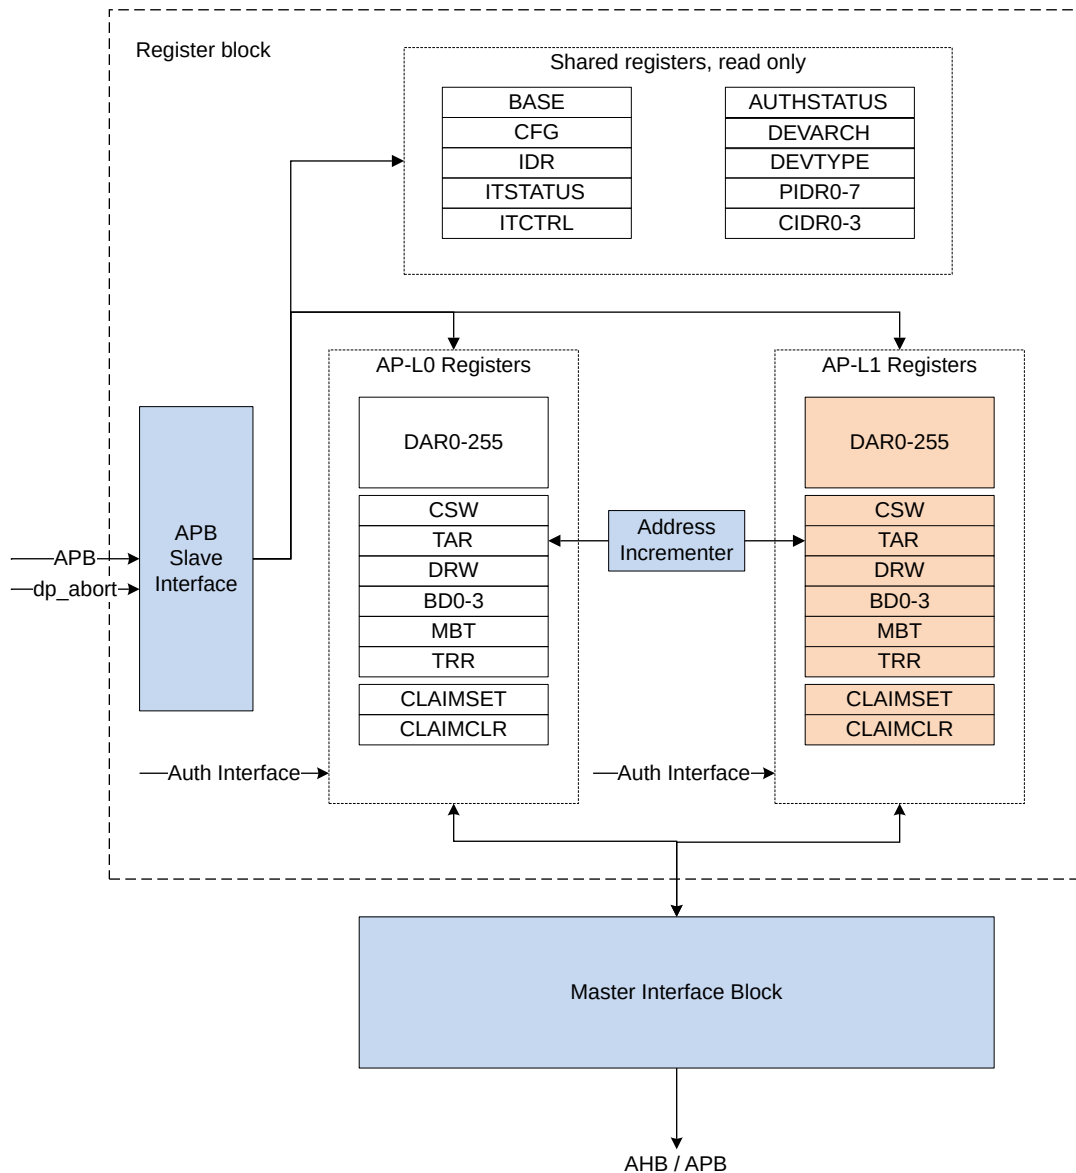 Register block
Shared registers, read only
BASE
CFG
IDR
ITSTATUS
ITCTRL
AUTHSTATUS
DEVARCH
DEVTYPE
PIDR0-7
CIDR0-3
AP-L0 Registers
DAR0-255
CSW
TAR
DRW
BD0-3
MBT
TRR
CLAIMSET
CLAIMCLR
AP-L1 Registers
DAR0-255
CSW
TAR
DRW
BD0-3
MBT
TRR
CLAIMSET
CLAIMCLR
Address
Incrementer
APB
Slave
Interface
APB
dp_abort
Auth Interface
Auth Interface
Master Interface Block
AHB / APB